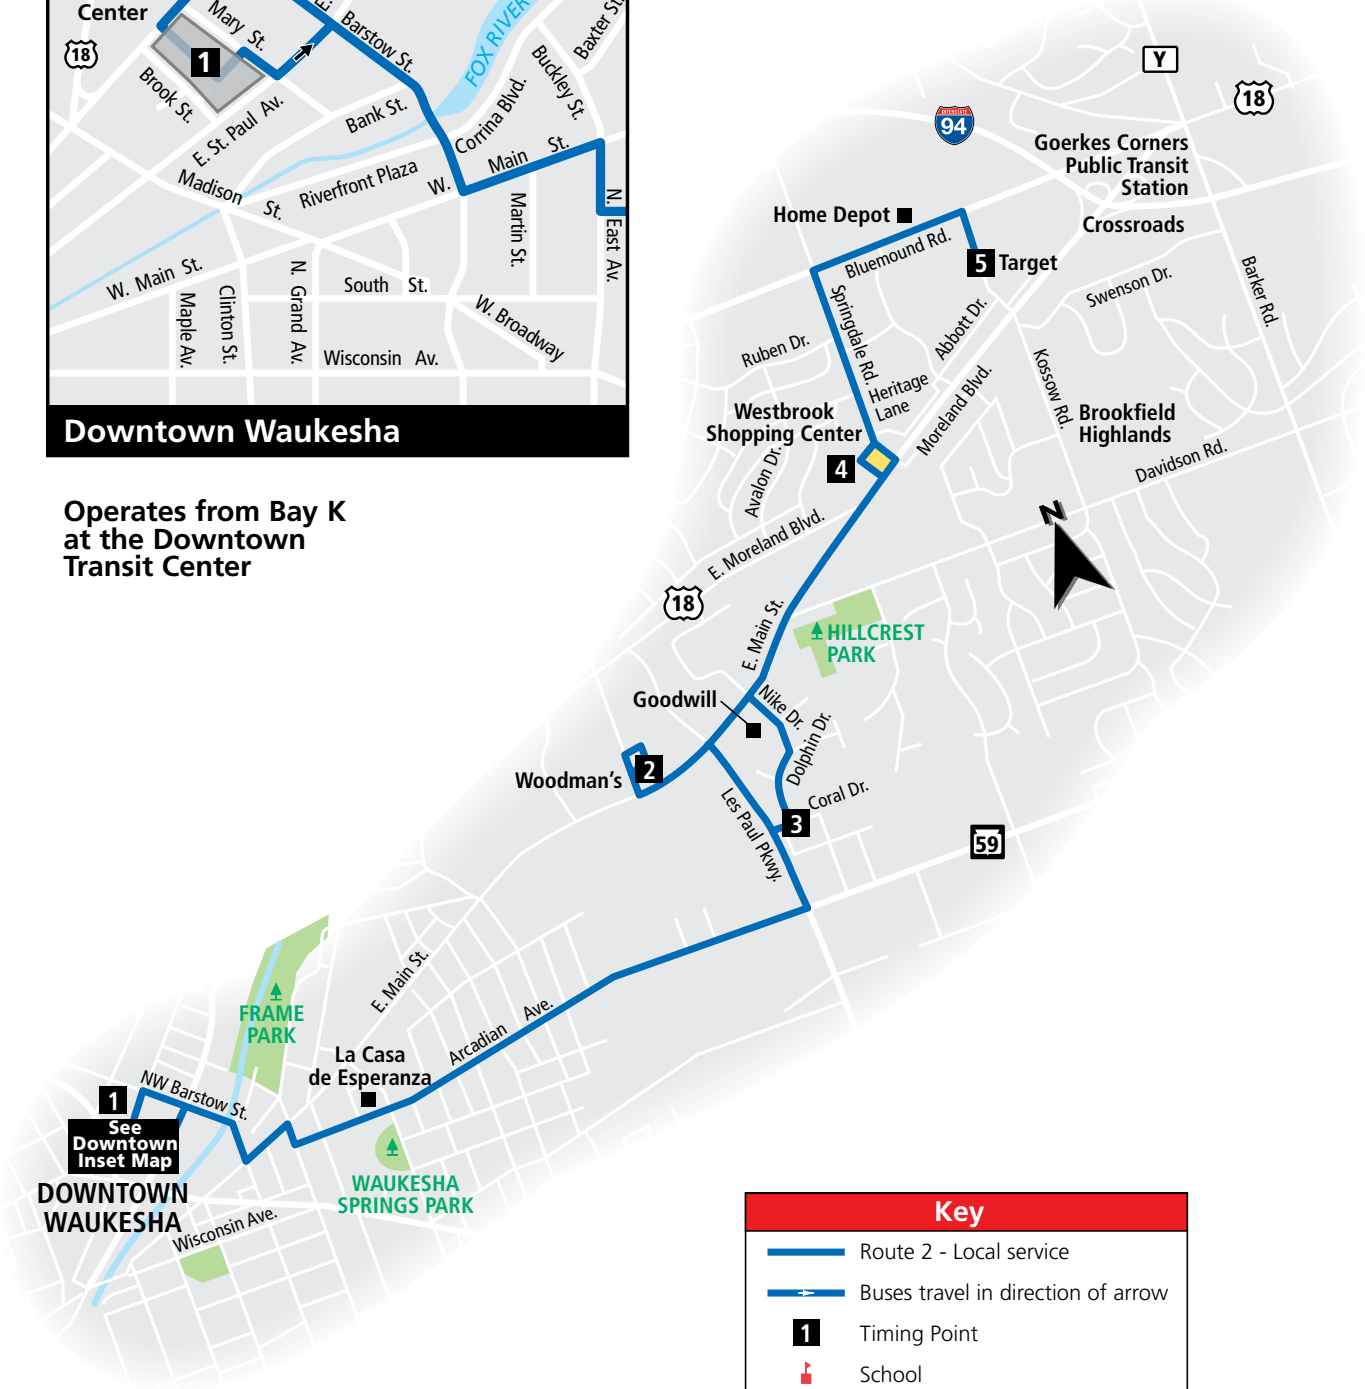 Center
Mary St.
Barstow St.
FOX RIVER
Baxter St.
18
1
Brook St.
Buckley St.
E. St. Paul Av.
Bank St.
Corrina Blvd.
W. Main St.
Madison St.
Riverfront Plaza
Martin St.
N. East Av.
W. Main St.
Maple Av.
Clinton St.
N. Grand Av.
South St.
W. Broadway
Wisconsin Av.
Downtown Waukesha
Operates from Bay K
at the Downtown
Transit Center
Y
18
INTERSTATE
94
Goerkes Corners
Public Transit
Station
Crossroads
Home Depot
Bluemound Rd.
5 Target
Swenson Dr.
Barker Rd.
Springdale Rd.
Abbott Dr.
Ruben Dr.
Heritage
Lane
Moreland Blvd.
Kossow Rd.
Westbrook
Shopping Center
Brookfield
Highlands
4
Davidson Rd.
Avalon Dr.
E. Moreland Blvd.
N
18
E. Main St.
HILLCREST
PARK
Goodwill
Nike Dr.
Dolphin Dr.
2
Woodman's
Coral Dr.
3
Les Paul Pkwy.
59
E. Main St.
FRAME
PARK
Arcadian Ave.
La Casa
de Esperanza
NW Barstow St.
1
See
Downtown
Inset Map
WAUKESHA
SPRINGS PARK
DOWNTOWN
WAUKESHA
Wisconsin Ave.
Key
Route 2 - Local service
Buses travel in direction of arrow
1 Timing Point
School